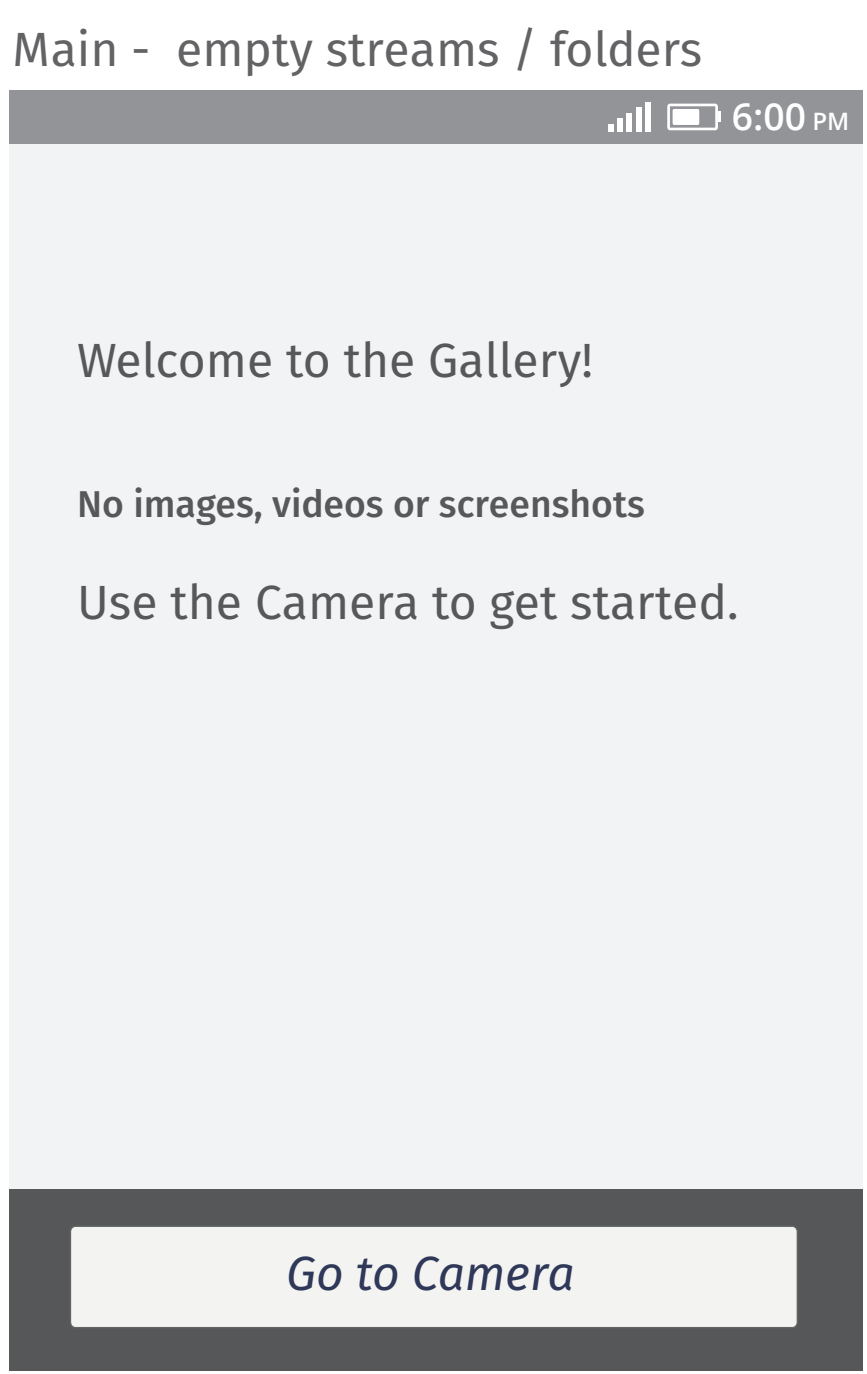 Main - empty streams / folders
6:00 PM
Welcome to the Gallery!
No images, videos or screenshots
Use the Camera to get started.
Go to Camera